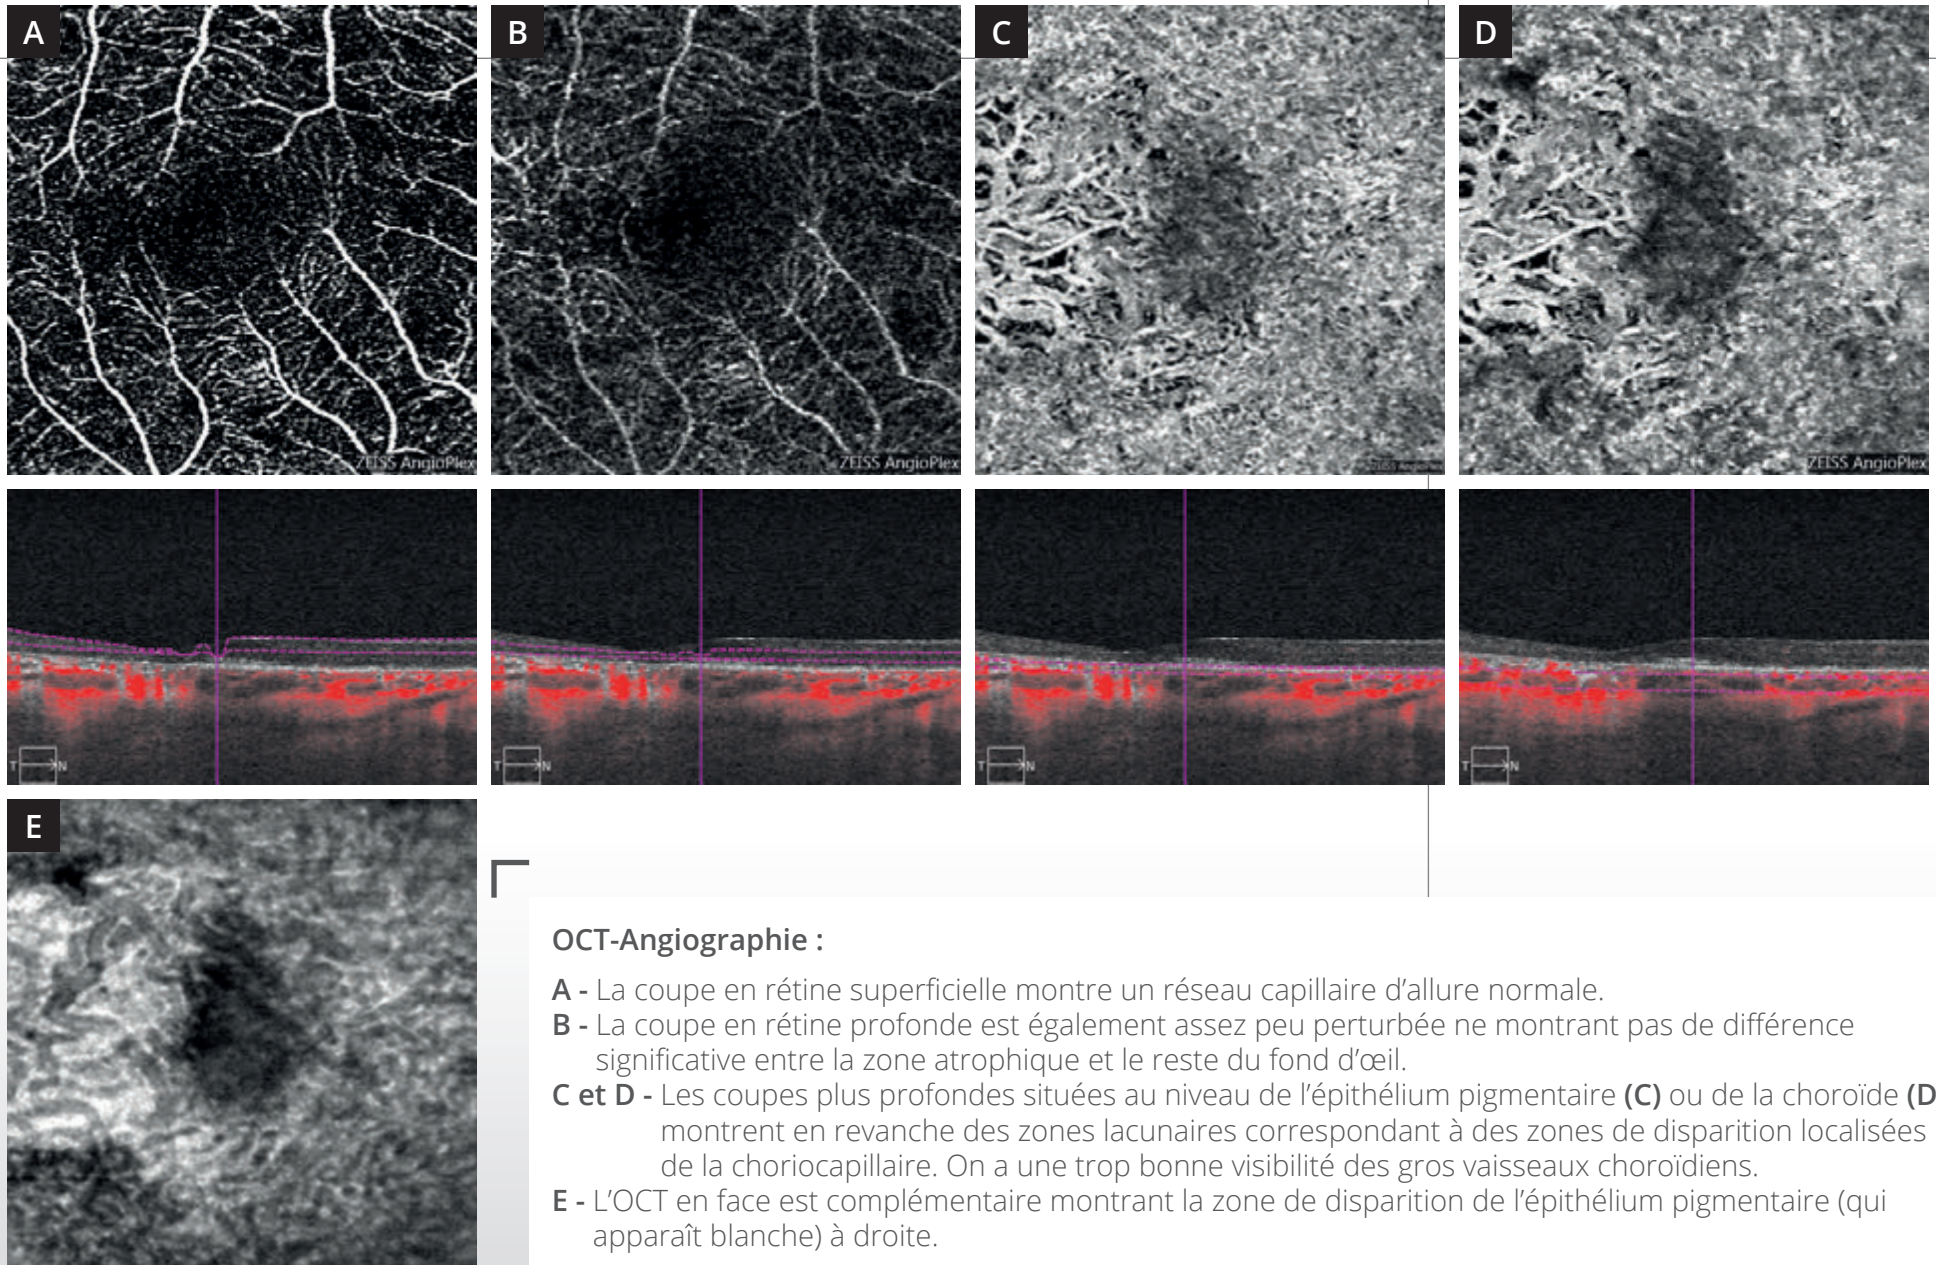 A
B
C
D
ZEISS AngioPlex
ZEISS AngioPlex
ZEISS AngioPlex
ZEISS AngioPlex
T N
T N
T N
T N
E
OCT-Angiographie :
A - La coupe en rétine superficielle montre un réseau capillaire d’allure normale.
B - La coupe en rétine profonde est également assez peu perturbée ne montrant pas de différence
significative entre la zone atrophique et le reste du fond d’œil.
C et D - Les coupes plus profondes situées au niveau de l’épithélium pigmentaire (C) ou de la choroïde (D
montrent en revanche des zones lacunaires correspondant à des zones de disparition localisées
de la choriocapillaire. On a une trop bonne visibilité des gros vaisseaux choroïdiens.
E - L’OCT en face est complémentaire montrant la zone de disparition de l’épithélium pigmentaire (qui
apparaît blanche) à droite.